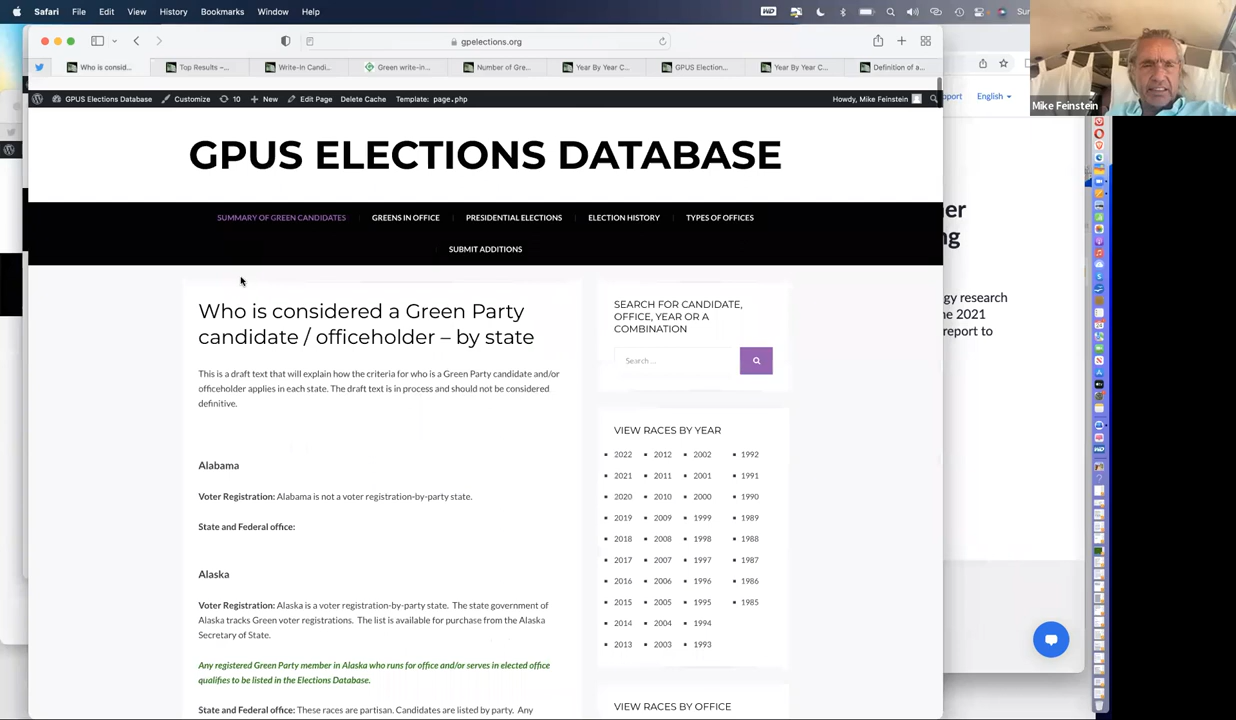 Safari File Edit View History Bookmarks Window Help
gpelections.org
Who is consid... Top Results –... Write-In Candi... Green write-in... Number of Gre... Year By Year C... GPUS Election... Year By Year C... Definition of a...
GPUS Elections Database Customize 10 New Edit Page Delete Cache Template: page.php Howdy, Mike Feinstein
Mike Feinstein
English
GPUS ELECTIONS DATABASE
SUMMARY OF GREEN CANDIDATES GREENS IN OFFICE PRESIDENTIAL ELECTIONS ELECTION HISTORY TYPES OF OFFICES
SUBMIT ADDITIONS
Who is considered a Green Party
candidate / officeholder – by state
This is a draft text that will explain how the criteria for who is a Green Party candidate and/or
officeholder applies in each state. The draft text is in process and should not be considered
definitive.
Alabama
Voter Registration: Alabama is not a voter registration-by-party state.
State and Federal office:
Alaska
Voter Registration: Alaska is a voter registration-by-party state. The state government of
Alaska tracks Green voter registrations. The list is available for purchase from the Alaska
Secretary of State.
Any registered Green Party member in Alaska who runs for office and/or serves in elected office
qualifies to be listed in the Elections Database.
State and Federal office: These races are partisan. Candidates are listed by party. Any
SEARCH FOR CANDIDATE,
OFFICE, YEAR OR A
COMBINATION
Search ...
VIEW RACES BY YEAR
2022 2012 2002 1992
2021 2011 2001 1991
2020 2010 2000 1990
2019 2009 1999 1989
2018 2008 1998 1988
2017 2007 1997 1987
2016 2006 1996 1986
2015 2005 1995 1985
2014 2004 1994
2013 2003 1993
VIEW RACES BY OFFICE
gy research
2021
report to